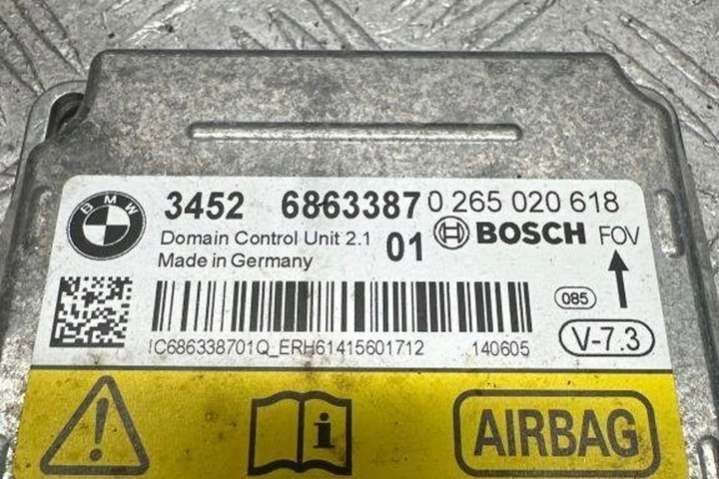 BMW
3452 6863387 0 265 020 618
Domain Control Unit 2.1 01 BOSCH FOV
Made in Germany
085
V-7.3
IC686338701Q_ERH61415601712 140605
AIRBAG